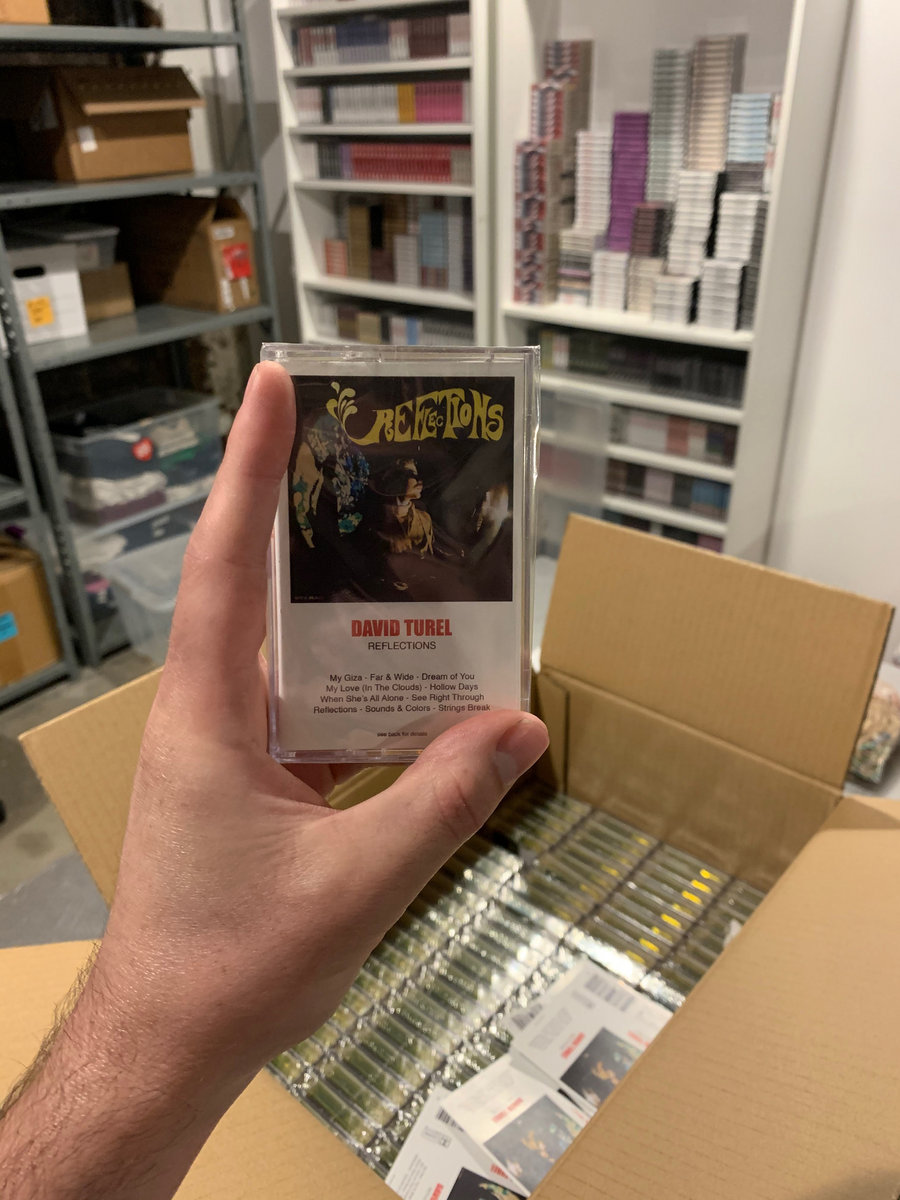 REFLECTIONS
DAVID TUREL
REFLECTIONS
My Giza - Far & Wide - Dream of You
My Love (In The Clouds) - Hollow Days
When She's All Alone - See Right Through
Reflections - Sounds & Colors - Strings Break
see back for details